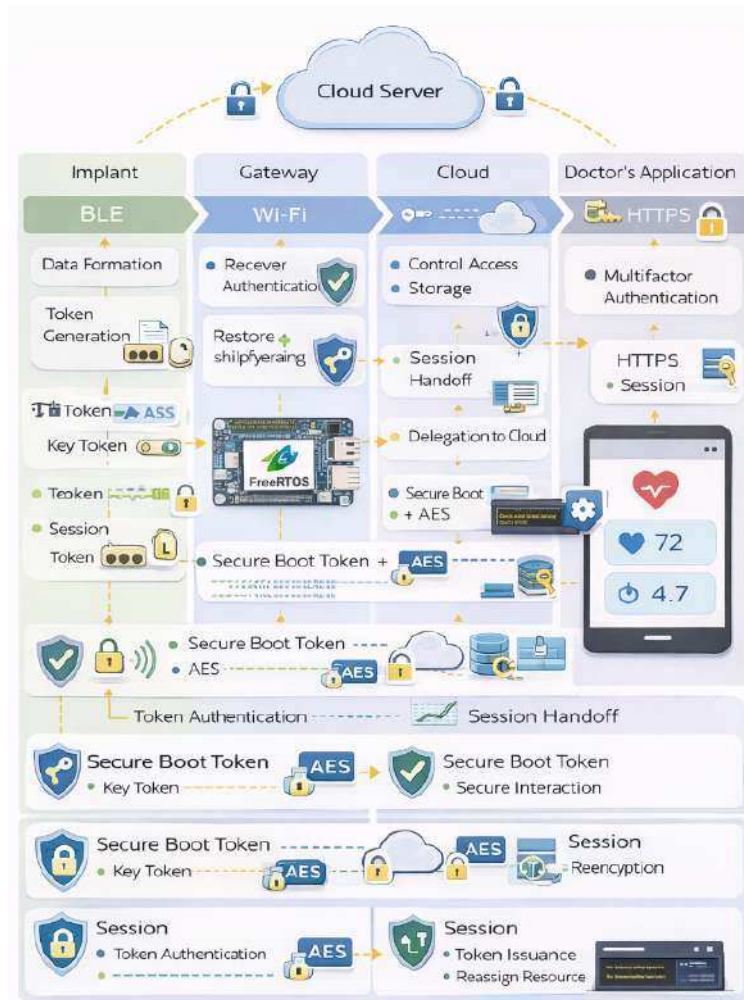 Cloud Server
Implant
Gateway
Cloud
Doctor's Application
BLE
Wi-Fi
HTTPS
Data Formation
Token
Generation
Token
ASS
Key Token
Teoken
Session
Token
L
Recever
Authentication
Restore
shilpfyeraing
FreeRTOS
Control Access
Storage
Session
Handoff
Delegation to Cloud
Secure Boot
+ AES
Multifactor
Authentication
HTTPS
Session
72
4.7
Secure Boot Token +
AES
Secure Boot Token
AES
AES
Token Authentication
Session Handoff
Secure Boot Token
Key Token
AES
Secure Boot Token
Secure Interaction
Secure Boot Token
Key Token
AES
AES
Session
Reencyption
Session
Token Authentication
AES
Session
Token Issuance
Reassign Resource